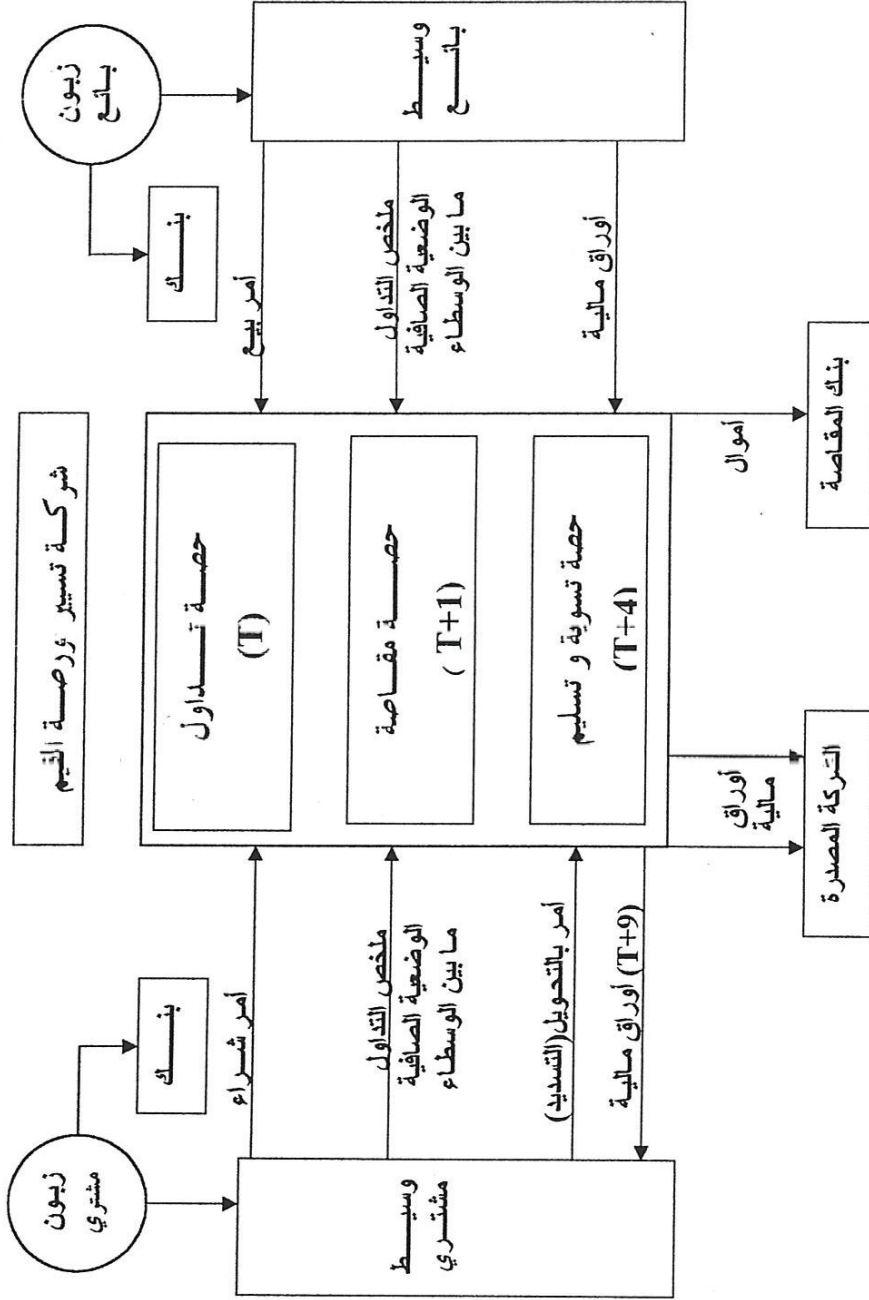 شركة تسيير بورصة القيم
زبون
مشتري
بنك
وسيط
مشتري
زبون
بائع
بنك
وسيط
بائع
أمر شراء
ملخص التداول
الوضعية الصافية
ما بين الوسطاء
أمر بالتحويل (التسديد)
(T+9) أوراق مالية
حصة تداول
(T)
حصة مقاصة
( T+1)
حصة تسوية و تسليم
(T+4)
أمر بيع
ملخص التداول
الوضعية الصافية
ما بين الوسطاء
أوراق مالية
أوراق
مالية
الشركة المصدرة
أموال
بنك المقاصة